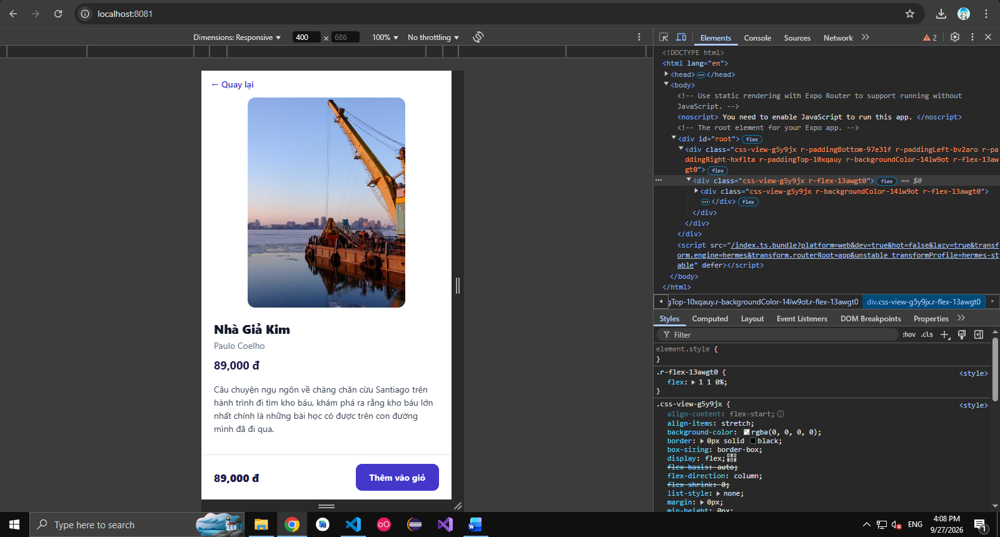 localhost:8081
Dimensions: Responsive 400 × 686 100% No throttling
Elements Console Sources Network 2
<!DOCTYPE html>
<html lang="en">
<head> </head>
<body>
<!-- Use static rendering with Expo Router to support running without
JavaScript. -->
<noscript> You need to enable JavaScript to run this app. </noscript>
<!-- The root element for your Expo app. -->
<div id="root"> flex
<div class="css-view-g5y9jx r-paddingBottom-97e31f r-paddingLeft-bv2aro r-pa
ddingRight-hxflta r-paddingTop-10xqauy r-backgroundColor-14lw9ot r-flex-13aw
gt0"> flex
<div class="css-view-g5y9jx r-flex-13awgt0"> flex == $0
<div class="css-view-g5y9jx r-backgroundColor-14lw9ot r-flex-13awgt0">
</div> flex
</div>
</div>
</div>
<script src="/index.ts.bundle?platform=web&dev=true&hot=false&lazy=true&transf
orm.engine=hermes&transform.routerRoot=app&unstable_transformProfile=hermes-st
able" defer></script>
</body>
</html>
gTop-10xqauy.r-backgroundColor-14lw9ot.r-flex-13awgt0 div.css-view-g5y9jx.r-flex-13awgt0
Styles Computed Layout Event Listeners DOM Breakpoints Properties
Filter :hov .cls
element.style {
}
.r-flex-13awgt0 { <style>
flex: 1 1 0%;
}
.css-view-g5y9jx { <style>
align-content: flex-start;
align-items: stretch;
background-color: rgba(0, 0, 0, 0);
border: 0px solid black;
box-sizing: border-box;
display: flex;
flex-basis: auto;
flex-direction: column;
flex-shrink: 0;
list-style: none;
margin: 0px;
min-height: 0px;
← Quay lại
Nhà Giả Kim
Paulo Coelho
89,000 đ
Câu chuyện ngụ ngôn về chàng chăn cừu Santiago trên
hành trình đi tìm kho báu, khám phá ra rằng kho báu lớn
nhất chính là những bài học có được trên con đường
mình đã đi qua.
89,000 đ
Thêm vào giỏ
Type here to search
ENG
4:08 PM
9/27/2026
1